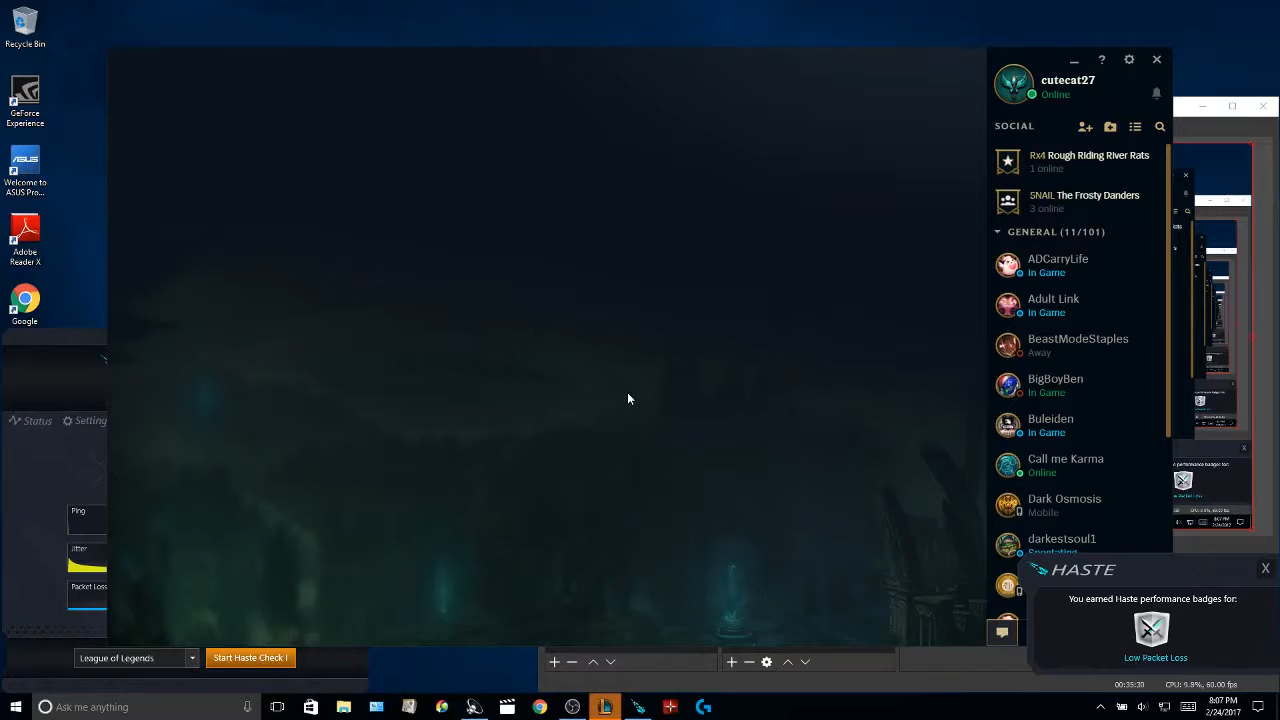 Recycle Bin
GeForce
Experience
Welcome to
ASUS Pro...
Adobe
Reader X
Google
cutecat27
Online
SOCIAL
Rx4 Rough Riding River Rats
1 online
5NAIL The Frosty Danders
3 online
GENERAL (11/101)
ADCarryLife
In Game
Adult Link
In Game
BeastModeStaples
Away
BigBoyBen
In Game
Buleiden
In Game
Call me Karma
Online
Dark Osmosis
Mobile
darkestsoul1
Spectating
Status
Setting
Ping
Jitter
Packet Loss
League of Legends
Start Haste Check !
HASTE
X
You earned Haste performance badges for:
Low Packet Loss
00:35:30
CPU: 9.8%, 60.00 fps
Ask me anything
8:07 PM
2/24/2017